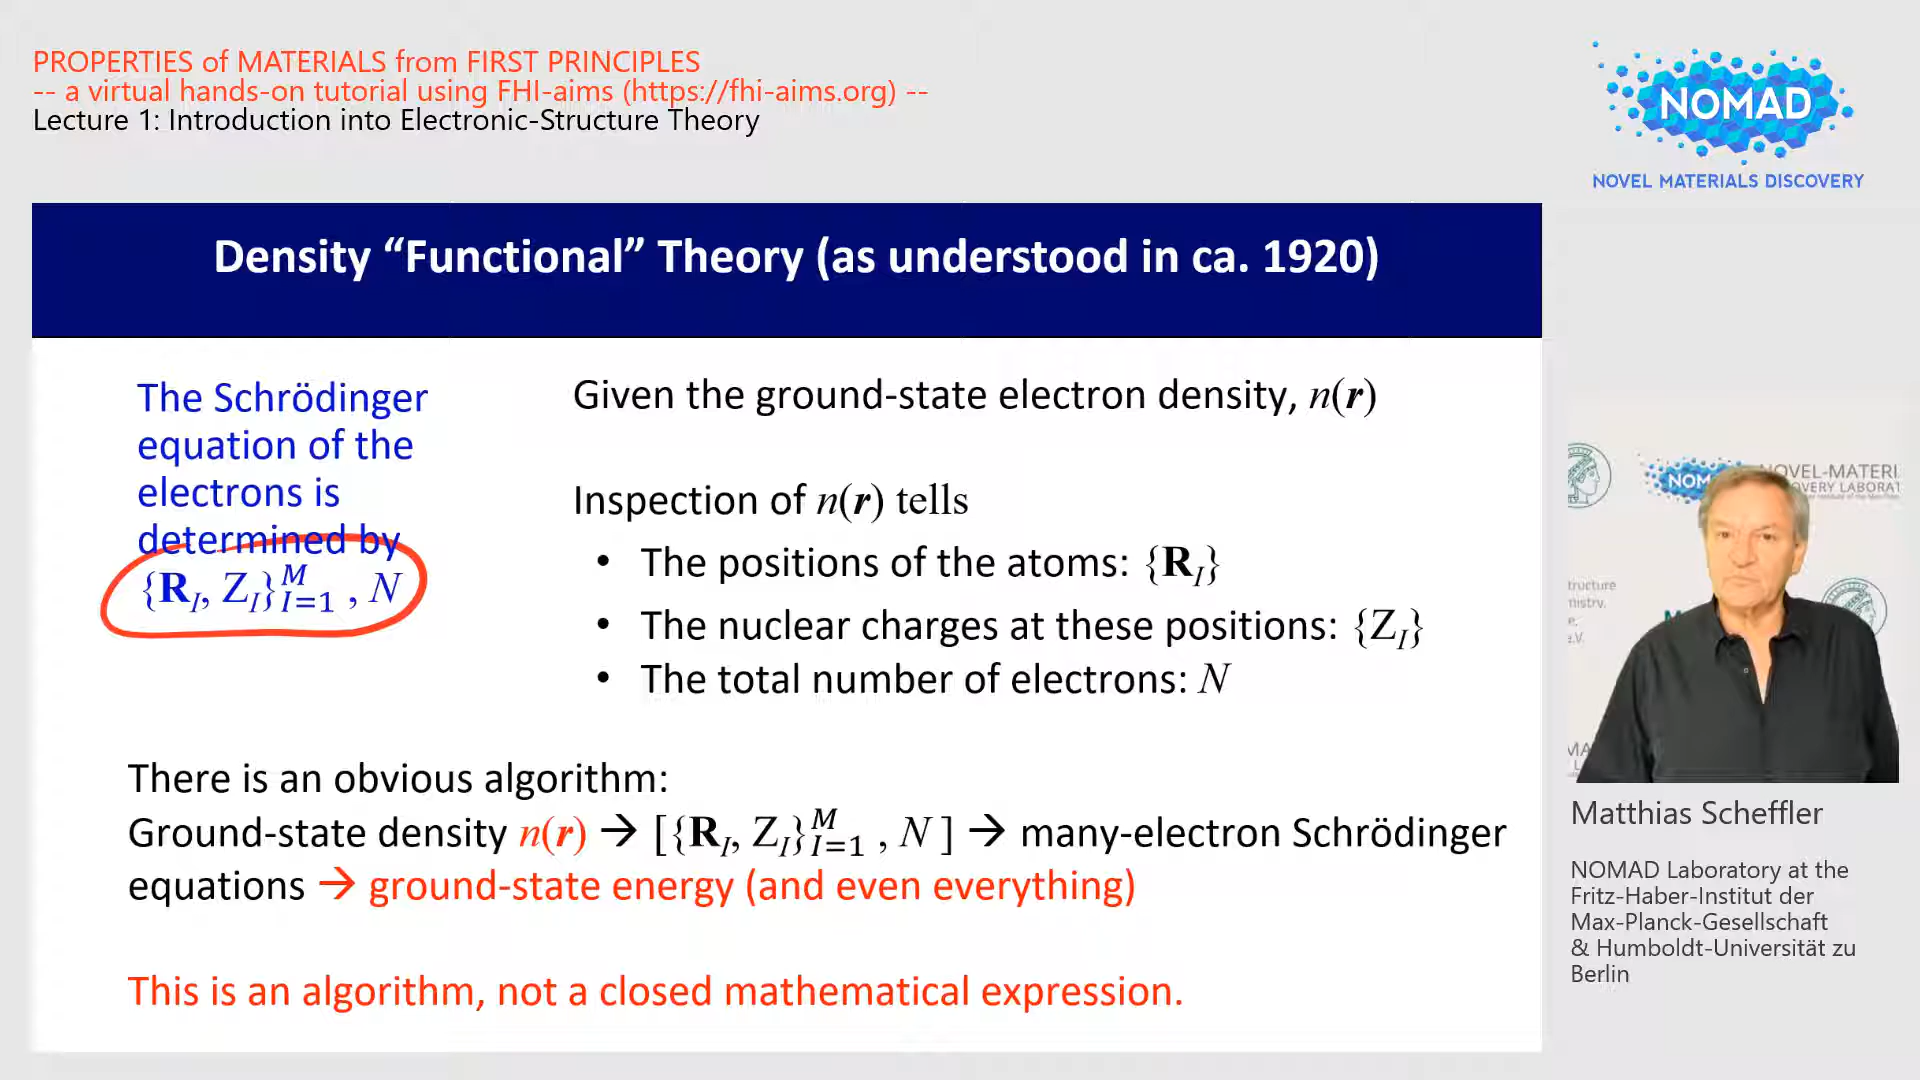 PROPERTIES of MATERIALS from FIRST PRINCIPLES
-- a virtual hands-on tutorial using FHI-aims (https://fhi-aims.org) --
Lecture 1: Introduction into Electronic-Structure Theory
NOMAD
NOVEL MATERIALS DISCOVERY
Density “Functional” Theory (as understood in ca. 1920)
The Schrödinger
equation of the
electrons is
determined by
{R_I, Z_I}_{I=1}^M , N
Given the ground-state electron density, n(r)
Inspection of n(r) tells
• The positions of the atoms: {R_I}
• The nuclear charges at these positions: {Z_I}
• The total number of electrons: N
There is an obvious algorithm:
Ground-state density n(r) → [{R_I, Z_I}_{I=1}^M , N ] → many-electron Schrödinger
equations → ground-state energy (and even everything)
This is an algorithm, not a closed mathematical expression.
Matthias Scheffler
NOMAD Laboratory at the
Fritz-Haber-Institut der
Max-Planck-Gesellschaft
& Humboldt-Universität zu
Berlin